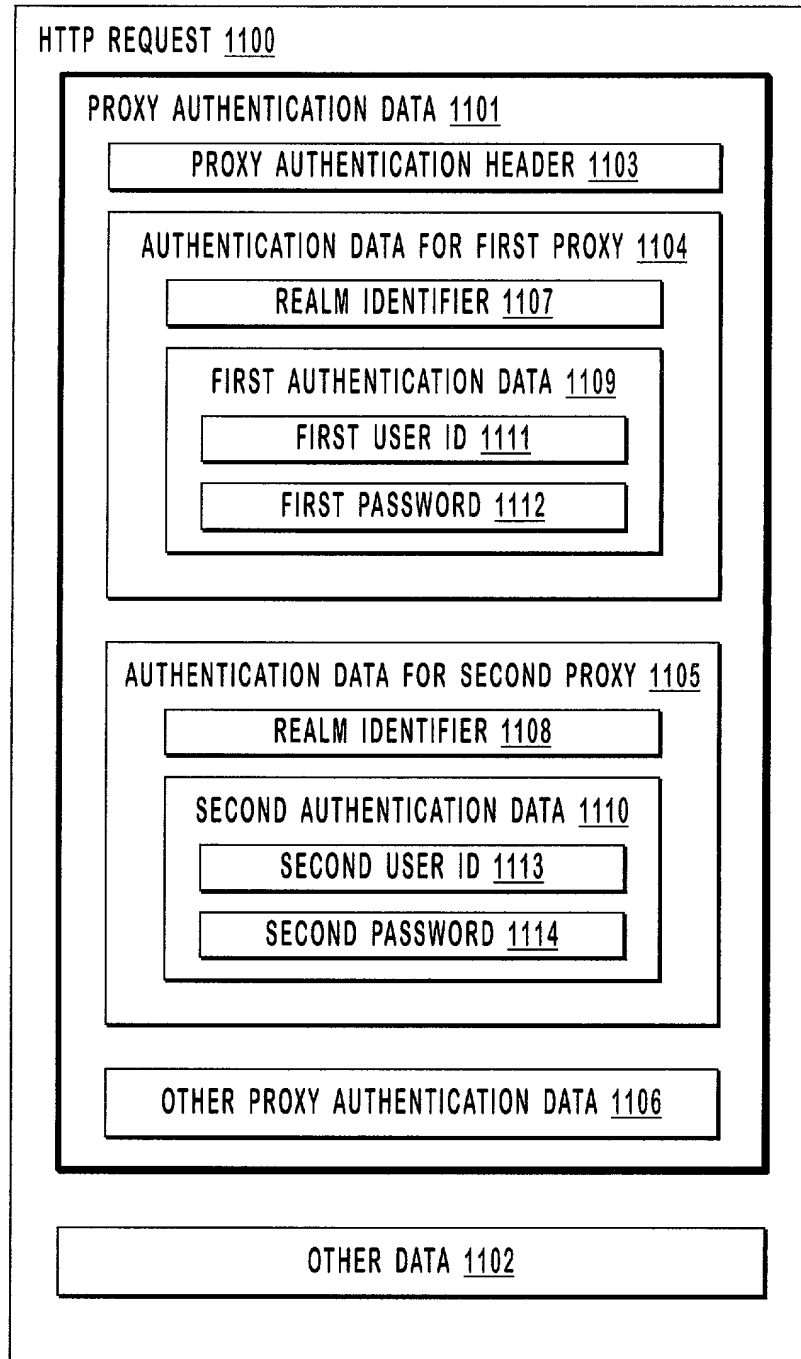 HTTP REQUEST 1100
PROXY AUTHENTICATION DATA 1101
PROXY AUTHENTICATION HEADER 1103
AUTHENTICATION DATA FOR FIRST PROXY 1104
REALM IDENTIFIER 1107
FIRST AUTHENTICATION DATA 1109
FIRST USER ID 1111
FIRST PASSWORD 1112
AUTHENTICATION DATA FOR SECOND PROXY 1105
REALM IDENTIFIER 1108
SECOND AUTHENTICATION DATA 1110
SECOND USER ID 1113
SECOND PASSWORD 1114
OTHER PROXY AUTHENTICATION DATA 1106
OTHER DATA 1102